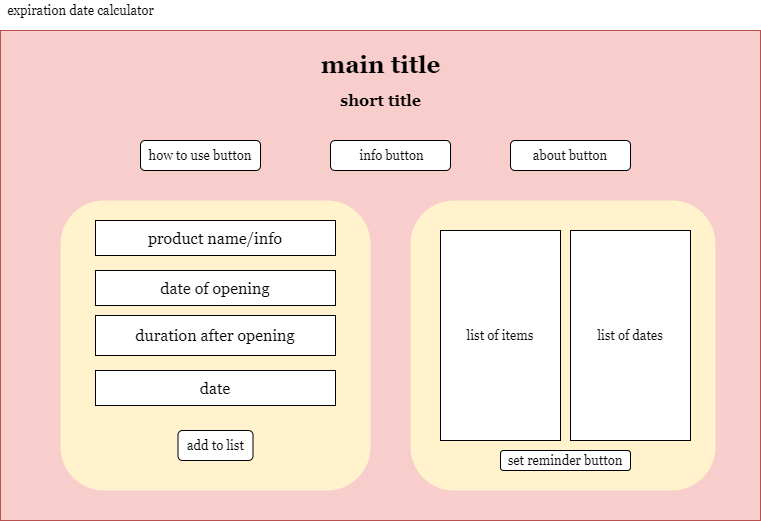 expiration date calculator
main title
short title
how to use button
info button
about button
product name/info
date of opening
duration after opening
date
add to list
list of items
list of dates
set reminder button